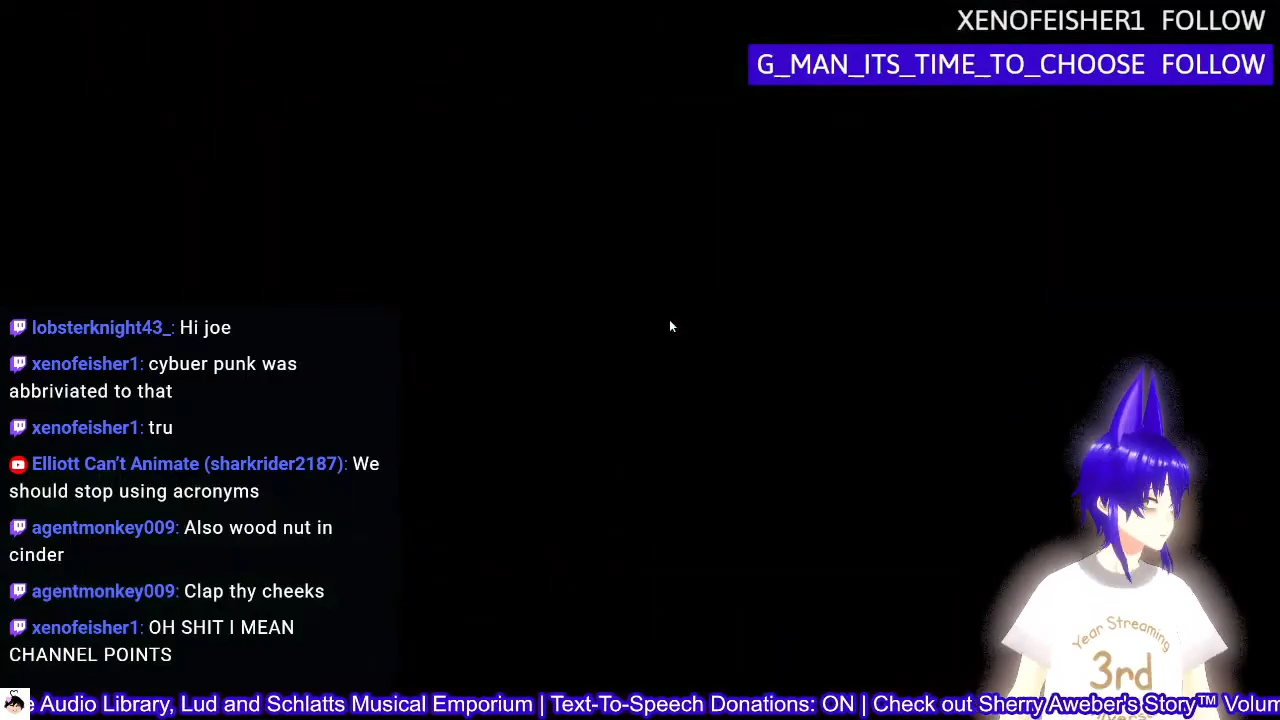 XENOFEISHER1 FOLLOW
G_MAN_ITS_TIME_TO_CHOOSE FOLLOW
lobsterknight43_: Hi joe
xenofeisher1: cybuer punk was
abbriviated to that
xenofeisher1: tru
Elliott Can't Animate (sharkrider2187): We
should stop using acronyms
agentmonkey009: Also wood nut in
cinder
agentmonkey009: Clap thy cheeks
xenofeisher1: OH SHIT I MEAN
CHANNEL POINTS
Year Streaming
3rd
Audio Library, Lud and Schlatts Musical Emporium | Text-To-Speech Donations: ON | Check out Sherry Aweber's Story™